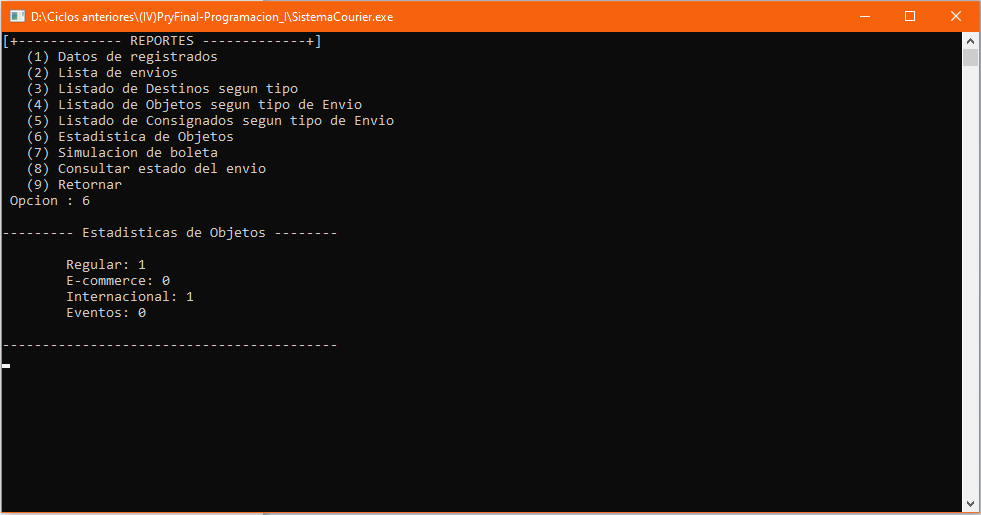 D:\Ciclos anteriores\(IV)PryFinal-Programacion_I\SistemaCourier.exe
[+------------- REPORTES -------------+]
(1) Datos de registrados
(2) Lista de envios
(3) Listado de Destinos segun tipo
(4) Listado de Objetos segun tipo de Envio
(5) Listado de Consignados segun tipo de Envio
(6) Estadistica de Objetos
(7) Simulacion de boleta
(8) Consultar estado del envio
(9) Retornar
Opcion : 6
--------- Estadisticas de Objetos --------
Regular: 1
E-commerce: 0
Internacional: 1
Eventos: 0
------------------------------------------